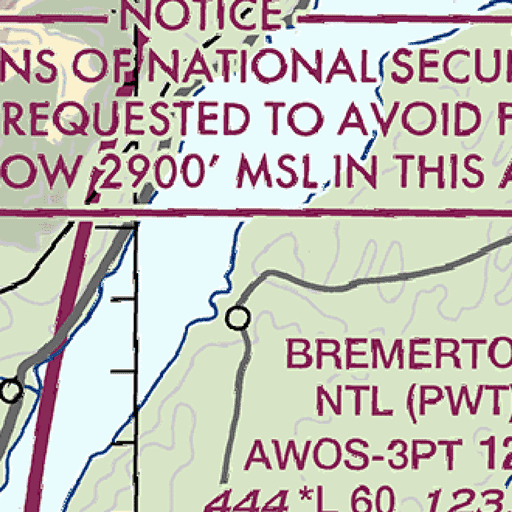 NOTICE
NS OF NATIONAL SECU
REQUESTED TO AVOID
OW 2900' MSL IN THIS
BREMERTO
NTL (PWT)
AWOS-3PT 12
444 *L 60 123.